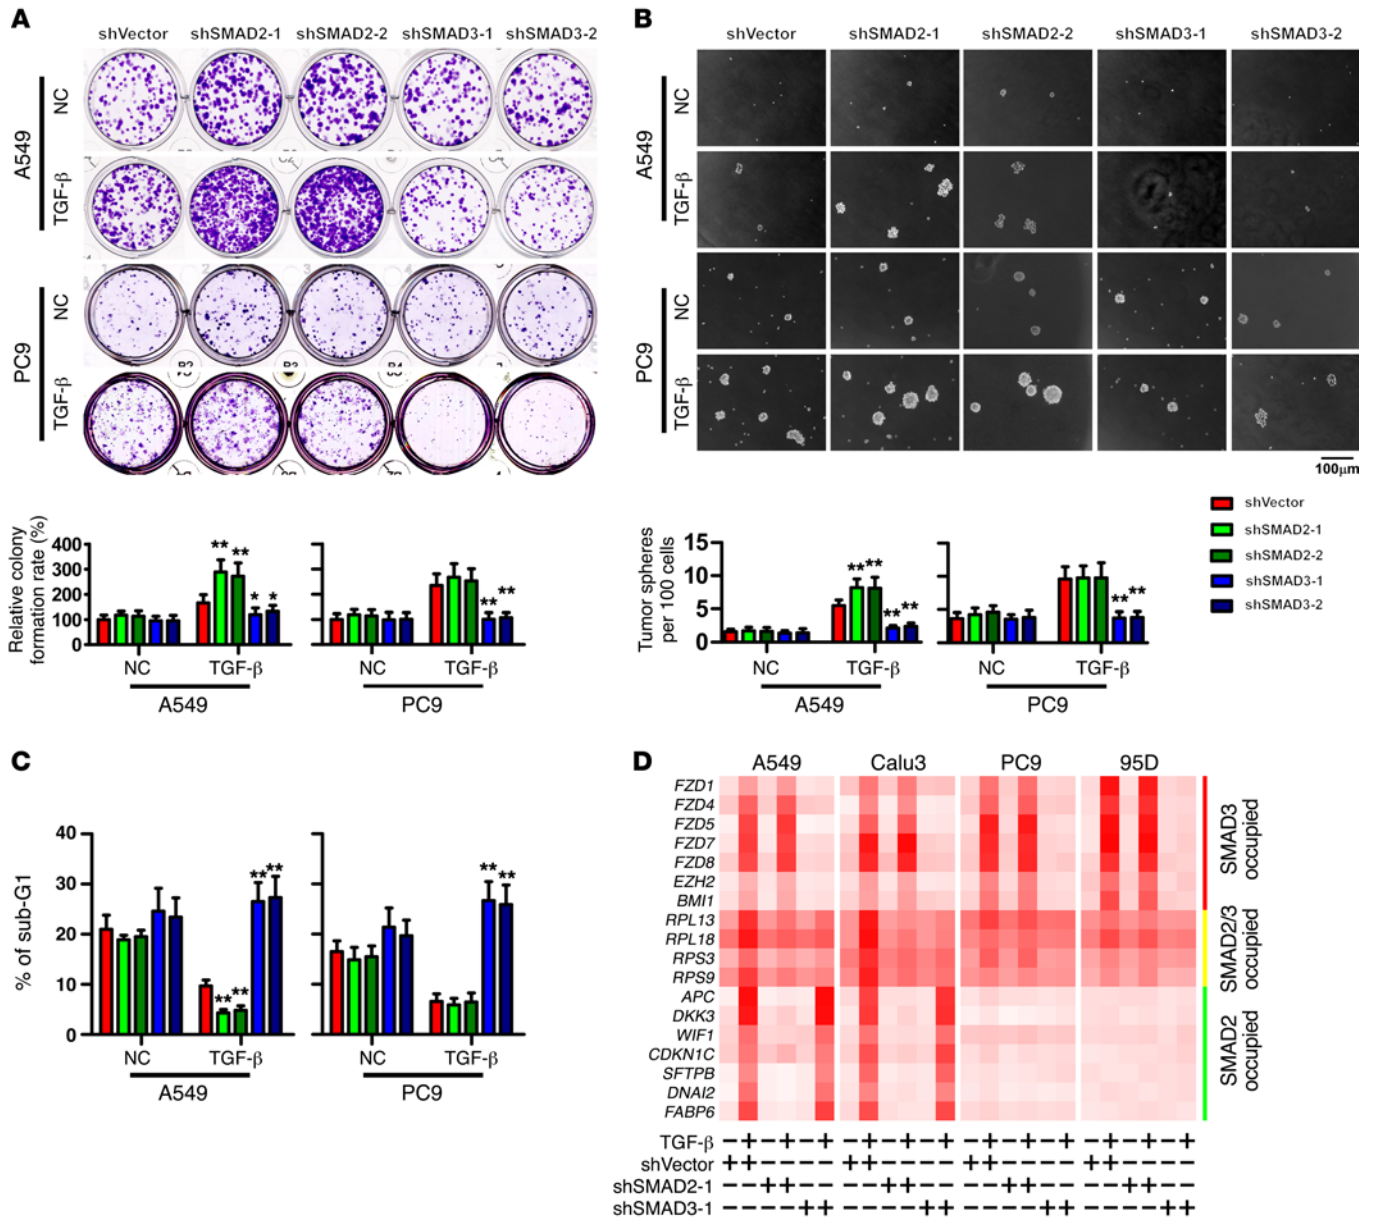 A
shVector shSMAD2-1 shSMAD2-2 shSMAD3-1 shSMAD3-2
A549
NC
TGF-β
PC9
NC
TGF-β
Relative colony
formation rate (%)
400
300
200
100
0
** ** * *
** **
NC TGF-β NC TGF-β
A549 PC9
B
shVector shSMAD2-1 shSMAD2-2 shSMAD3-1 shSMAD3-2
A549
NC
TGF-β
PC9
NC
TGF-β
100μm
Tumor spheres
per 100 cells
15
10
5
0
** ** ** **
** **
NC TGF-β NC TGF-β
A549 PC9
shVector
shSMAD2-1
shSMAD2-2
shSMAD3-1
shSMAD3-2
C
% of sub-G1
40
30
20
10
0
** ** ** **
** **
NC TGF-β NC TGF-β
A549 PC9
D
A549 Calu3 PC9 95D
FZD1
FZD4
FZD5
FZD7
FZD8
EZH2
BMI1
RPL13
RPL18
RPS3
RPS9
APC
DKK3
WIF1
CDKN1C
SFTPB
DNAI2
FABP6
SMAD3
occupied
SMAD2/3
occupied
SMAD2
occupied
TGF-β −+−+−+ −+−+−+ −+−+−+ −+−+−+
shVector ++−−−− ++−−−− ++−−−− ++−−−−
shSMAD2-1 −−++−− −−++−− −−++−− −−++−−
shSMAD3-1 −−−−++ −−−−++ −−−−++ −−−−++